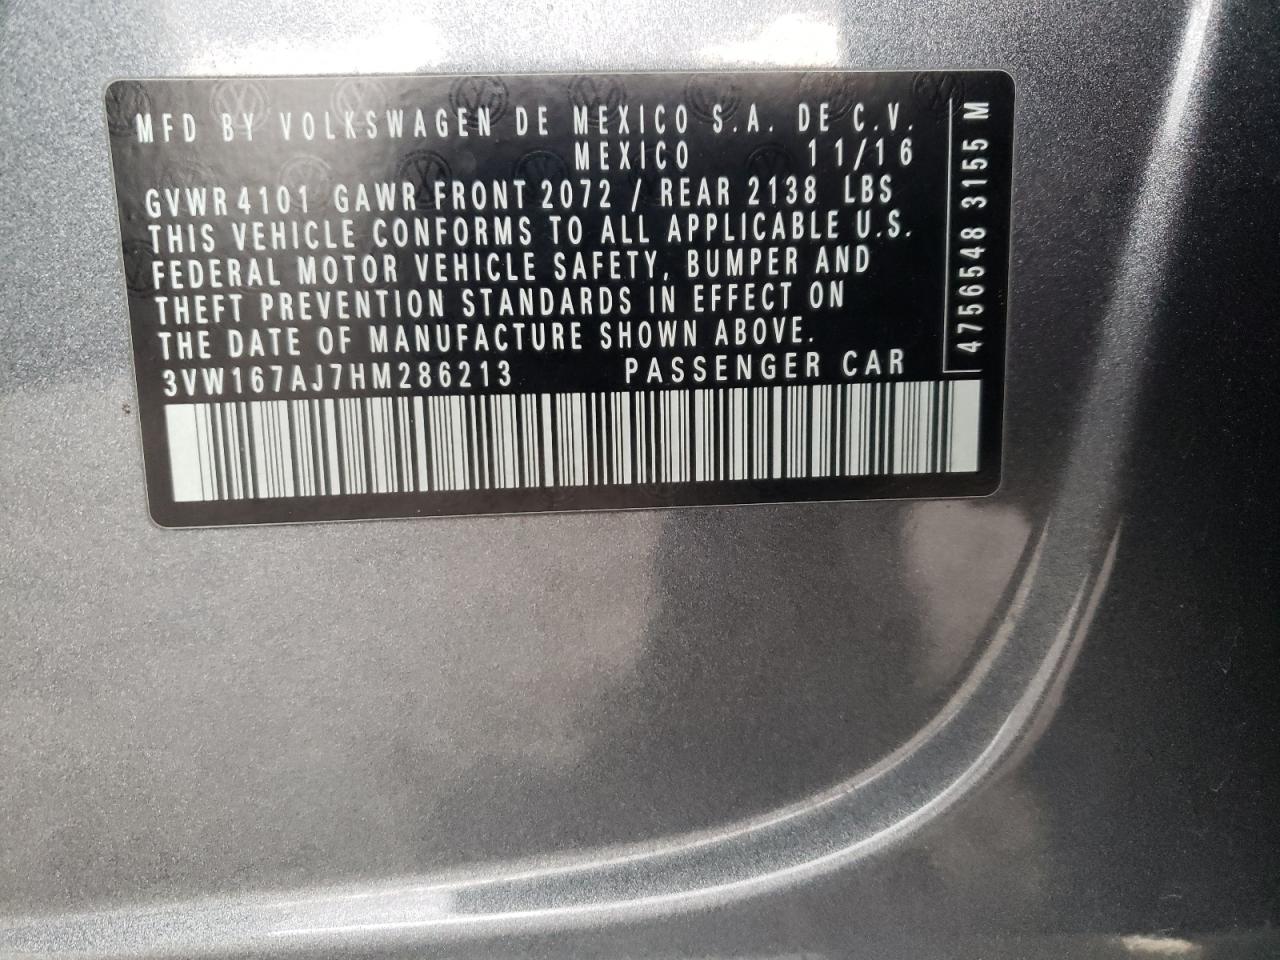 MFD BY VOLKSWAGEN DE MEXICO S.A. DE C.V.
MEXICO 11/16
GVWR 4101 GAWR FRONT 2072 / REAR 2138 LBS
THIS VEHICLE CONFORMS TO ALL APPLICABLE U.S.
FEDERAL MOTOR VEHICLE SAFETY, BUMPER AND
THEFT PREVENTION STANDARDS IN EFFECT ON
THE DATE OF MANUFACTURE SHOWN ABOVE.
3VW167AJ7HM286213 PASSENGER CAR
4756548 3155 M